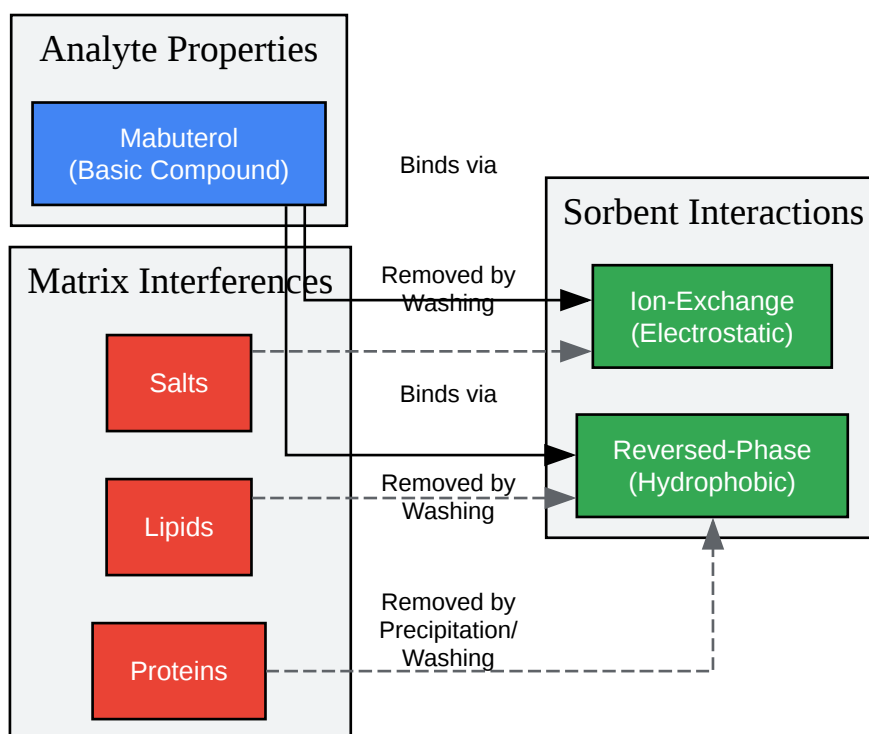 Analyte Properties
Mabuterol
(Basic Compound)
Binds via
Sorbent Interactions
Matrix Interferences
Removed by
Washing
Ion-Exchange
(Electrostatic)
Salts
Binds via
Reversed-Phase
(Hydrophobic)
Removed by
Washing
Lipids
Removed by
Precipitation/
Washing
Proteins